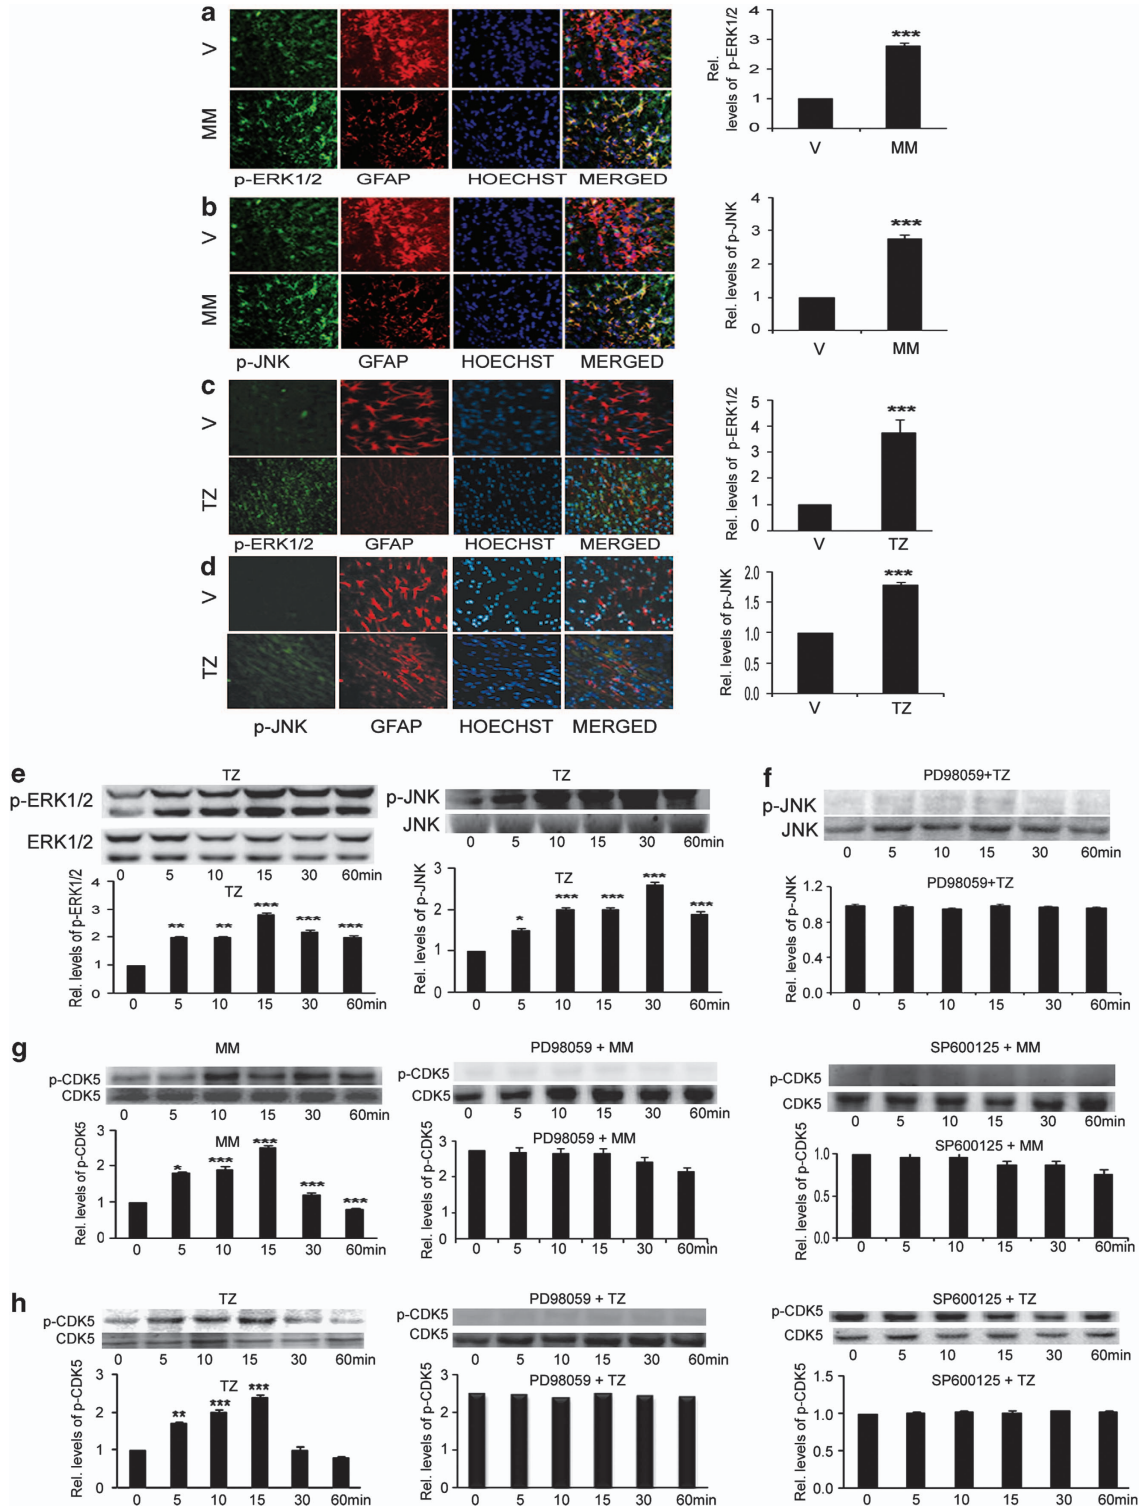 a
V
MM
p-ERK1/2 GFAP HOECHST MERGED
Rel. levels of p-ERK1/2
4
3
2
1
0
***
V MM
b
V
MM
p-JNK GFAP HOECHST MERGED
Rel. levels of p-JNK
4
3
2
1
0
***
V MM
c
V
TZ
p-ERK1/2 GFAP HOECHST MERGED
Rel. levels of p-ERK1/2
5
4
3
2
1
0
***
V TZ
d
V
TZ
p-JNK GFAP HOECHST MERGED
Rel. levels of p-JNK
2.0
1.5
1.0
0.5
0.0
***
V TZ
e
TZ
p-ERK1/2
ERK1/2
0 5 10 15 30 60min
TZ
Rel. levels of p-ERK1/2
4
3
2
1
0
** ** *** *** ***
0 5 10 15 30 60min
TZ
p-JNK
JNK
0 5 10 15 30 60min
TZ
Rel. levels of p-JNK
3
2
1
0
* *** *** *** ***
0 5 10 15 30 60min
f
PD98059+TZ
p-JNK
JNK
0 5 10 15 30 60min
PD98059+TZ
Rel. levels of p-JNK
1.2
0.8
0.4
0.0
0 5 10 15 30 60min
g
MM
p-CDK5
CDK5
0 5 10 15 30 60min
MM
Rel. levels of p-CDK5
3
2
1
0
* *** *** *** ***
0 5 10 15 30 60min
PD98059 + MM
p-CDK5
CDK5
0 5 10 15 30 60min
PD98059 + MM
Rel. levels of p-CDK5
3
2
1
0
0 5 10 15 30 60min
SP600125 + MM
p-CDK5
CDK5
0 5 10 15 30 60min
SP600125 + MM
Rel. levels of p-CDK5
1.0
0.5
0.0
0 5 10 15 30 60min
h
TZ
p-CDK5
CDK5
0 5 10 15 30 60min
TZ
Rel. levels of p-CDK5
3
2
1
0
** *** ***
0 5 10 15 30 60min
PD98059 + TZ
p-CDK5
CDK5
0 5 10 15 30 60min
PD98059 + TZ
Rel. levels of p-CDK5
3
2
1
0
0 5 10 15 30 60min
SP600125 + TZ
p-CDK5
CDK5
0 5 10 15 30 60min
SP600125 + TZ
Rel. levels of p-CDK5
1.5
1.0
0.5
0.0
0 5 10 15 30 60min